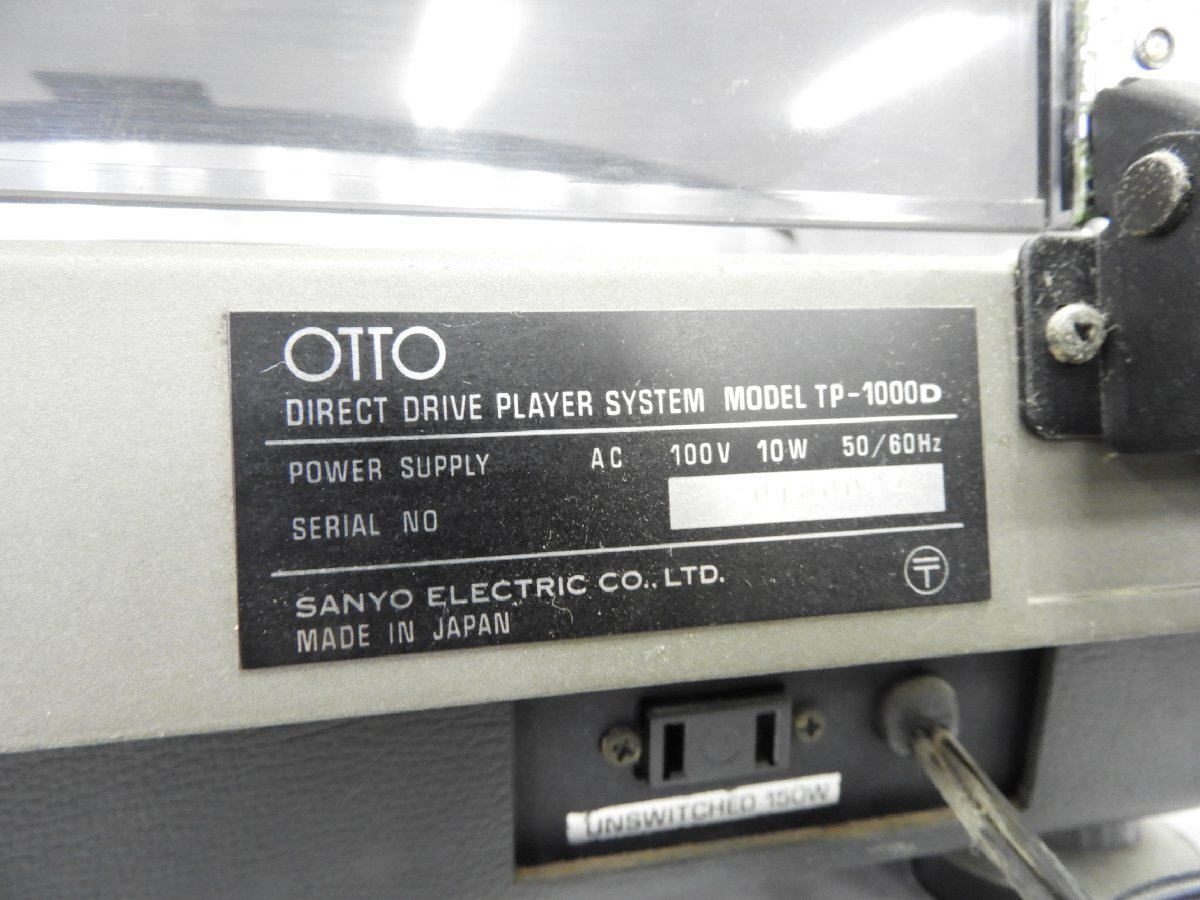 OTTO
DIRECT DRIVE PLAYER SYSTEM MODEL TP-1000D
POWER SUPPLY AC 100V 10W 50/60Hz
SERIAL NO
SANYO ELECTRIC CO., LTD.
MADE IN JAPAN
UNSWITCHED 150W